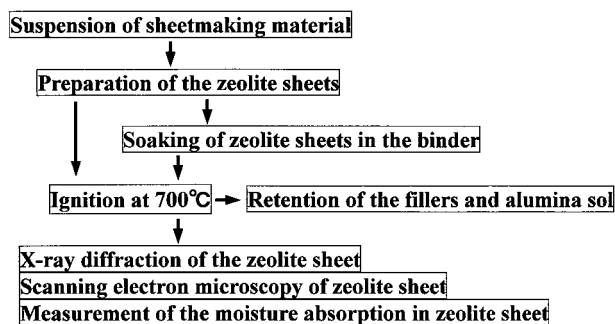 Suspension of sheetmaking material
Preparation of the zeolite sheets
Soaking of zeolite sheets in the binder
Ignition at 700℃
Retention of the fillers and alumina sol
X-ray diffraction of the zeolite sheet
Scanning electron microscopy of zeolite sheet
Measurement of the moisture absorption in zeolite sheet